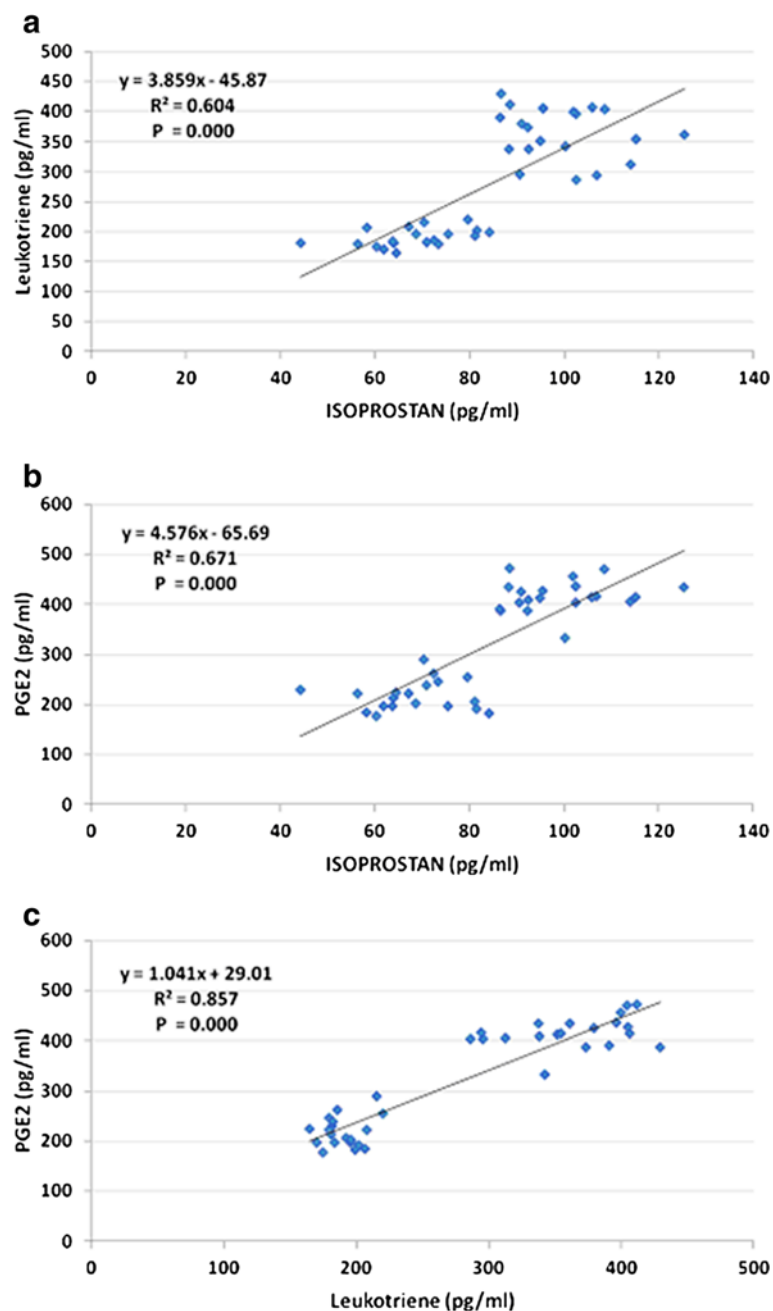 a
500
450
400
350
300
250
200
150
100
50
0
y = 3.859x - 45.87
R² = 0.604
P = 0.000
Leukotriene (pg/ml)
0 20 40 60 80 100 120 140
ISOPROSTAN (pg/ml)
b
600
500
400
300
200
100
0
y = 4.576x - 65.69
R² = 0.671
P = 0.000
PGE2 (pg/ml)
0 20 40 60 80 100 120 140
ISOPROSTAN (pg/ml)
c
600
500
400
300
200
100
0
y = 1.041x + 29.01
R² = 0.857
P = 0.000
PGE2 (pg/ml)
0 100 200 300 400 500
Leukotriene (pg/ml)